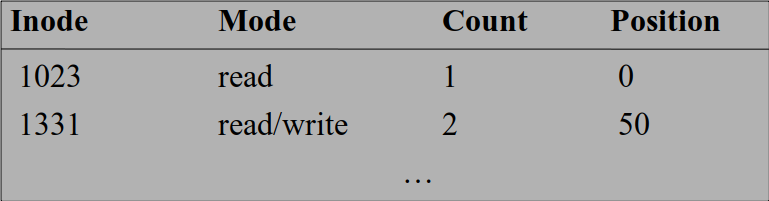 Inode Mode Count Position
1023 read 1 0
1331 read/write 2 50
…